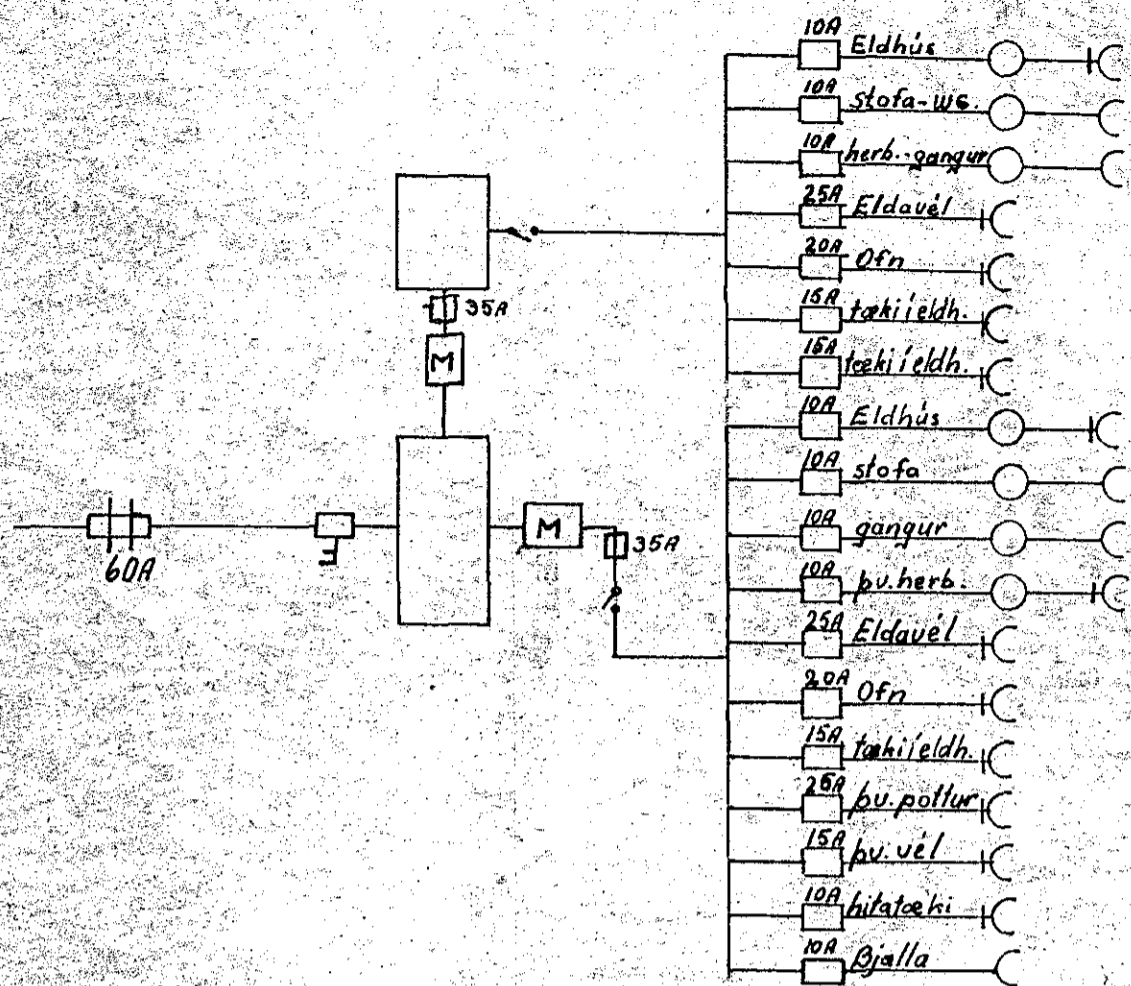 10A Eldhús
10A stofa-WC.
10A herb.-gangur
25A Eldavél
20A Ofn
15A tæki í eldh.
15A tæki í eldh.
10A Eldhús
10A stofa
10A gangur
10A þv.herb.
25A Eldavél
20A Ofn
15A tæki í eldh.
25A þv.pottur
15A þv.vél
10A hitatæki
10A Bjalla
35A
M
M
35A
60A